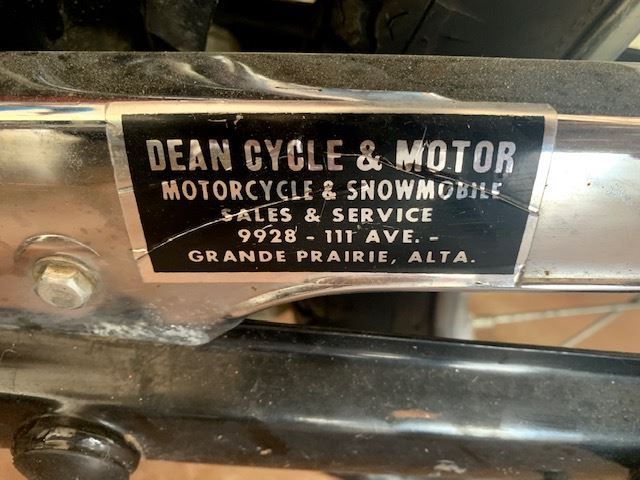 DEAN CYCLE & MOTOR
MOTORCYCLE & SNOWMOBILE
SALES & SERVICE
9928 - 111 AVE. -
GRANDE PRAIRIE, ALTA.